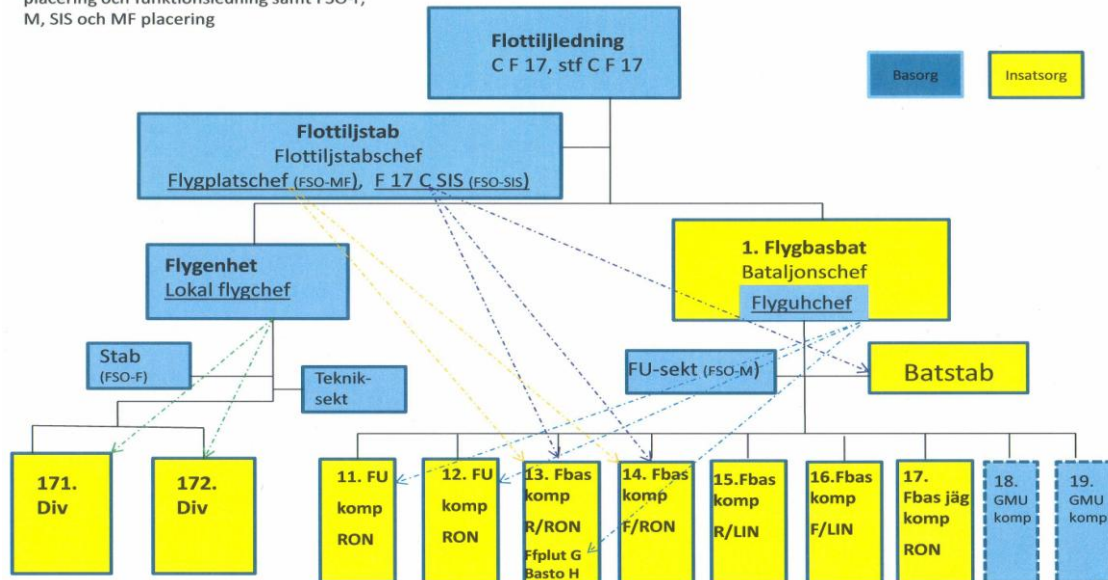 placering och funktionsledning samt FSO-F,
M, SIS och MF placering
Flottiljledning
C F 17, stf C F 17
Basorg
Insatsorg
Flottiljstab
Flottiljstabschef
Flygplatschef (FSO-MF), F 17 C SIS (FSO-SIS)
Flygenhet
Lokal flygchef
1. Flygbasbat
Bataljonschef
Flyguhchef
Stab
(FSO-F)
Teknik-
sekt
FU-sekt (FSO-M)
Batstab
171.
Div
172.
Div
11. FU
komp
RON
12. FU
komp
RON
13. Fbas
komp
R/RON
Ffplut G
Basto H
14. Fbas
komp
F/RON
15.Fbas
komp
R/LIN
16.Fbas
komp
F/LIN
17.
Fbas jäg
komp
RON
18.
GMU
komp
19.
GMU
komp